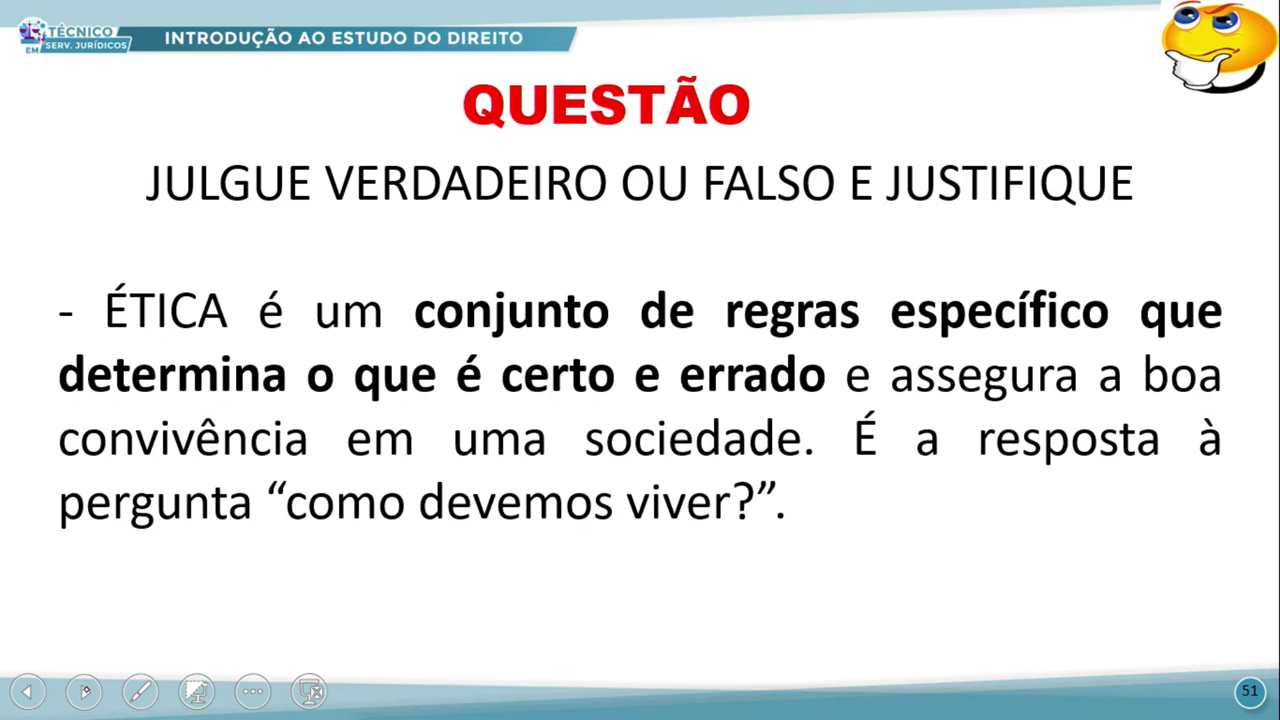 TÉCNICO
EM SERV. JURÍDICOS
INTRODUÇÃO AO ESTUDO DO DIREITO
QUESTÃO
JULGUE VERDADEIRO OU FALSO E JUSTIFIQUE
- ÉTICA é um conjunto de regras específico que
determina o que é certo e errado e assegura a boa
convivência em uma sociedade. É a resposta à
pergunta “como devemos viver?”.
51